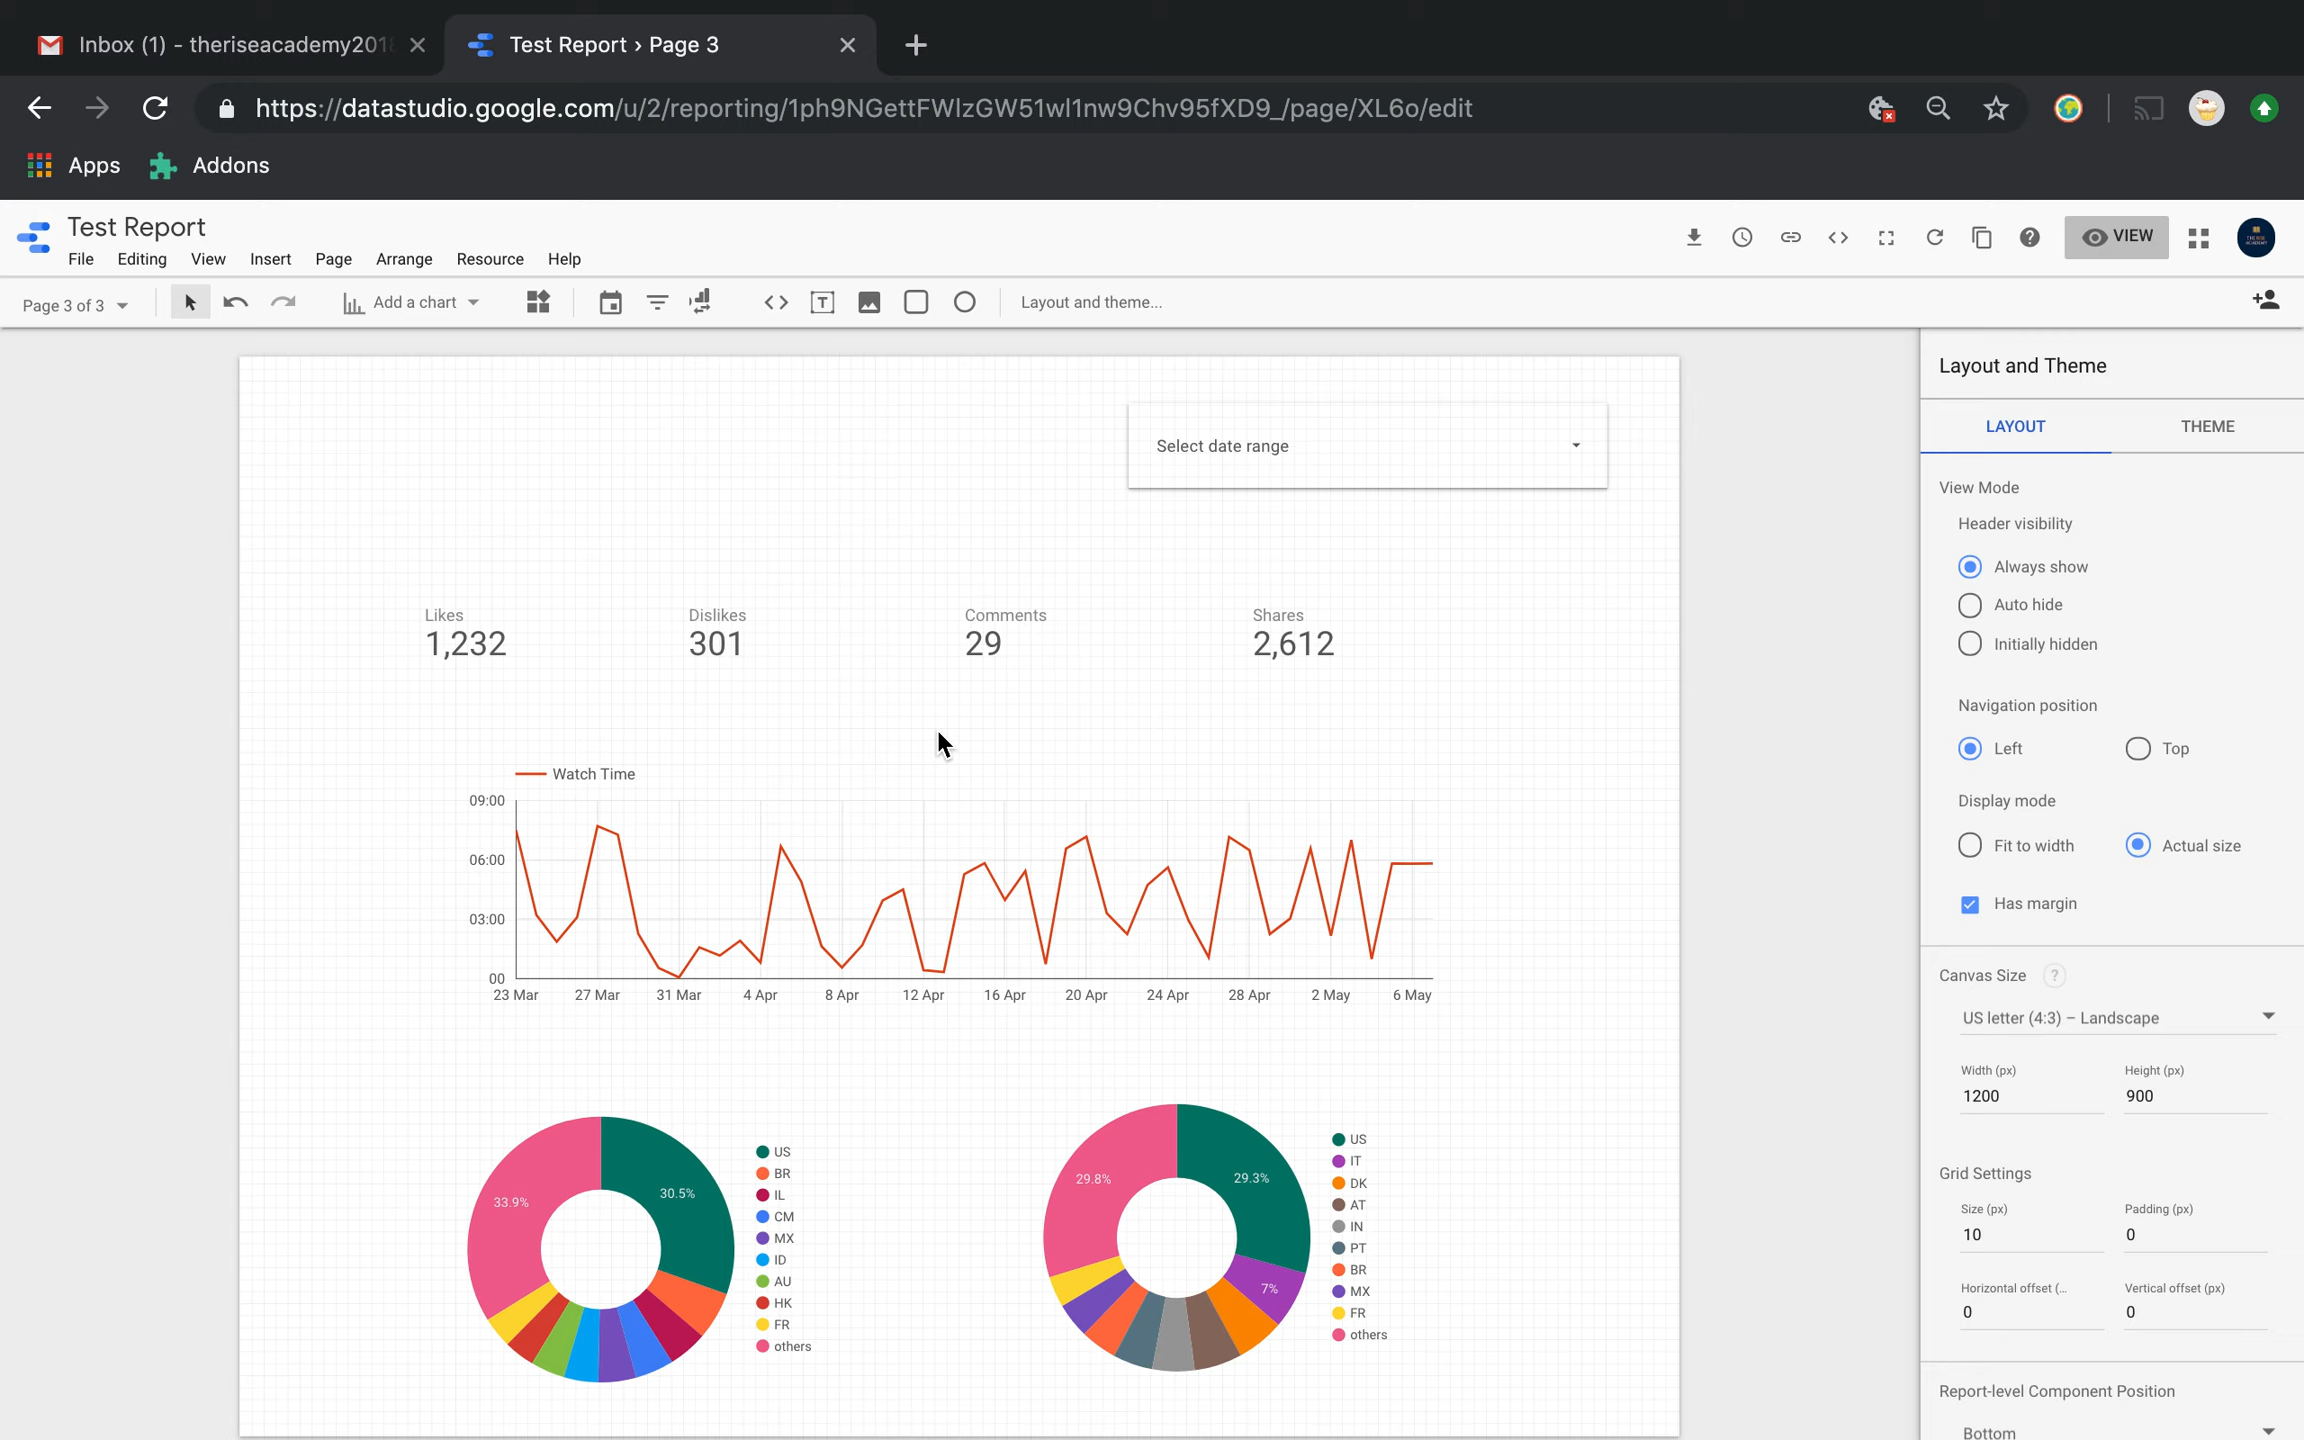 Inbox (1) - theriseacademy201
Test Report › Page 3
https://datastudio.google.com/u/2/reporting/1ph9NGettFWlzGW51wl1nw9Chv95fXD9_/page/XL6o/edit
Apps
Addons
Test Report
File Editing View Insert Page Arrange Resource Help
VIEW
Page 3 of 3
Add a chart
Layout and theme...
Select date range
Likes
1,232
Dislikes
301
Comments
29
Shares
2,612
Watch Time
09:00
06:00
03:00
00
23 Mar 27 Mar 31 Mar 4 Apr 8 Apr 12 Apr 16 Apr 20 Apr 24 Apr 28 Apr 2 May 6 May
33.9%
30.5%
US
BR
IL
CM
MX
ID
AU
HK
FR
others
29.8%
29.3%
7%
US
IT
DK
AT
IN
PT
BR
MX
FR
others
Layout and Theme
LAYOUT THEME
View Mode
Header visibility
Always show
Auto hide
Initially hidden
Navigation position
Left Top
Display mode
Fit to width Actual size
Has margin
Canvas Size ?
US letter (4:3) – Landscape
Width (px) Height (px)
1200 900
Grid Settings
Size (px) Padding (px)
10 0
Horizontal offset (... Vertical offset (px)
0 0
Report-level Component Position
Bottom